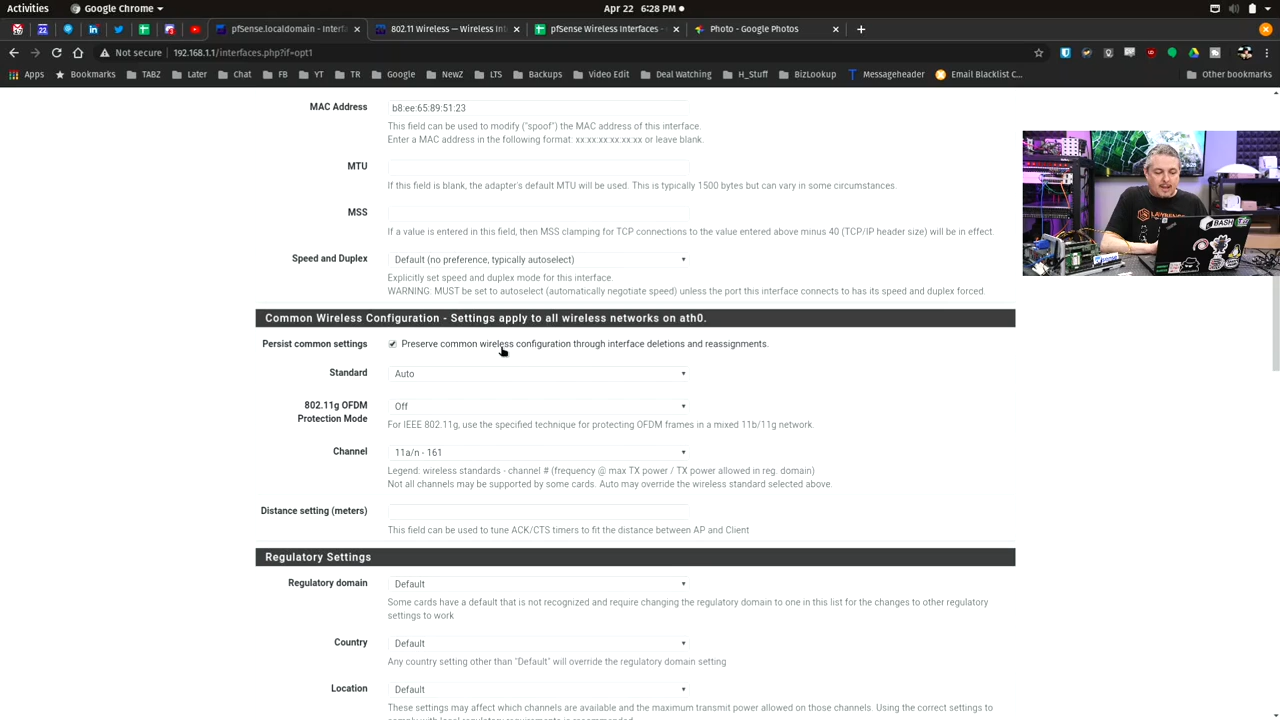 Activities
Google Chrome
Apr 22 6:28 PM
pfSense.localdomain - Interfa
802.11 Wireless — Wireless Int
pfSense Wireless Interfaces -
Photo - Google Photos
Not secure 192.168.1.1/interfaces.php?if=opt1
Apps Bookmarks TABZ Later Chat FB YT TR Google NewZ LTS Backups Video Edit Deal Watching H_Stuff BizLookup Messageheader Email Blacklist C... Other bookmarks
MAC Address
b8:ee:65:89:51:23
This field can be used to modify ("spoof") the MAC address of this interface.
Enter a MAC address in the following format: xx:xx:xx:xx:xx:xx or leave blank.
MTU
If this field is blank, the adapter's default MTU will be used. This is typically 1500 bytes but can vary in some circumstances.
MSS
If a value is entered in this field, then MSS clamping for TCP connections to the value entered above minus 40 (TCP/IP header size) will be in effect.
Speed and Duplex
Default (no preference, typically autoselect)
Explicitly set speed and duplex mode for this interface.
WARNING: MUST be set to autoselect (automatically negotiate speed) unless the port this interface connects to has its speed and duplex forced.
Common Wireless Configuration - Settings apply to all wireless networks on ath0.
Persist common settings
Preserve common wireless configuration through interface deletions and reassignments.
Standard
Auto
802.11g OFDM
Protection Mode
Off
For IEEE 802.11g, use the specified technique for protecting OFDM frames in a mixed 11b/11g network.
Channel
11a/n - 161
Legend: wireless standards - channel # (frequency @ max TX power / TX power allowed in reg. domain)
Not all channels may be supported by some cards. Auto may override the wireless standard selected above.
Distance setting (meters)
This field can be used to tune ACK/CTS timers to fit the distance between AP and Client
Regulatory Settings
Regulatory domain
Default
Some cards have a default that is not recognized and require changing the regulatory domain to one in this list for the changes to other regulatory
settings to work
Country
Default
Any country setting other than "Default" will override the regulatory domain setting
Location
Default
These settings may affect which channels are available and the maximum transmit power allowed on those channels. Using the correct settings to
comply with local regulatory requirements is recommended.
LAWRENCE
BASH